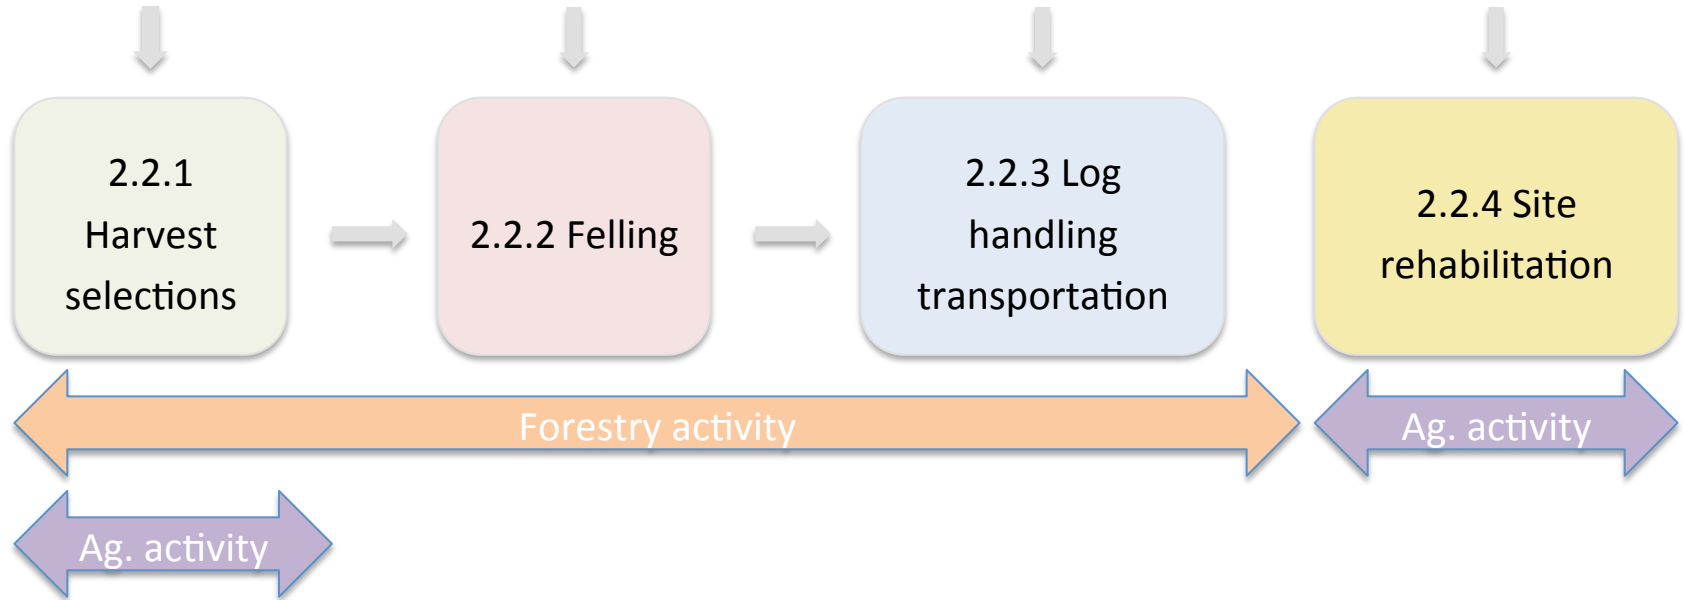 2.2.1
Harvest
selections
2.2.2 Felling
2.2.3 Log
handling
transportation
2.2.4 Site
rehabilitation
Forestry activity
Ag. activity
Ag. activity